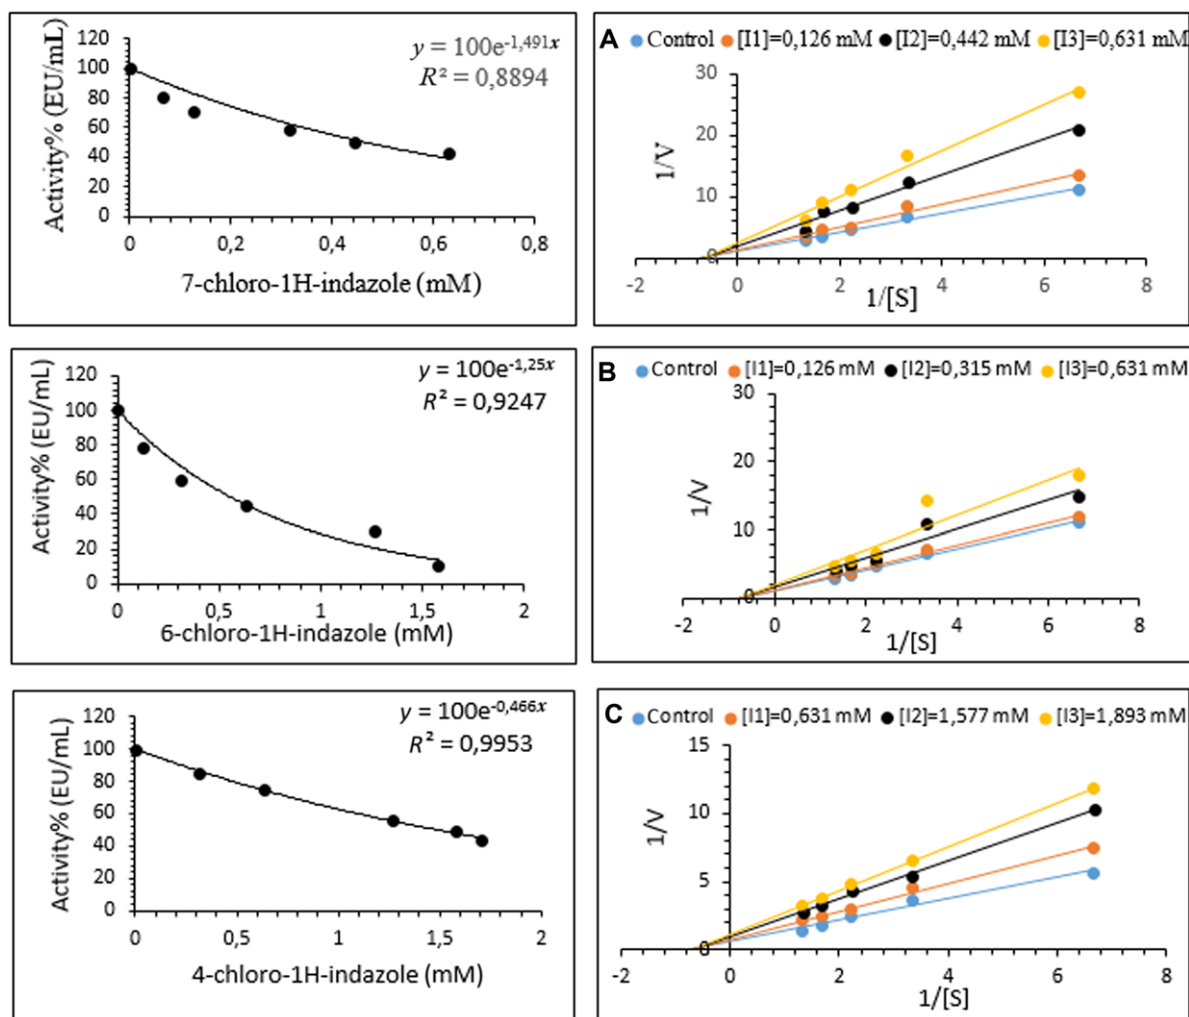 120
100
80
60
40
20
0
Activity% (EU/mL)
y = 100e^-1,491x
R² = 0,8894
0 0,2 0,4 0,6 0,8
7-chloro-1H-indazole (mM)
A Control [I1]=0,126 mM [I2]=0,442 mM [I3]=0,631 mM
30
20
10
0
1/V
-2 0 2 4 6 8
1/[S]
120
100
80
60
40
20
0
Activity% (EU/mL)
y = 100e^-1,25x
R² = 0,9247
0 0,5 1 1,5 2
6-chloro-1H-indazole (mM)
B Control [I1]=0,126 mM [I2]=0,315 mM [I3]=0,631 mM
30
20
10
0
1/V
-2 0 2 4 6 8
1/[S]
120
100
80
60
40
20
0
Activity% (EU/mL)
y = 100e^-0,466x
R² = 0,9953
0 0,5 1 1,5 2
4-chloro-1H-indazole (mM)
C Control [I1]=0,631 mM [I2]=1,577 mM [I3]=1,893 mM
15
10
5
0
1/V
-2 0 2 4 6 8
1/[S]